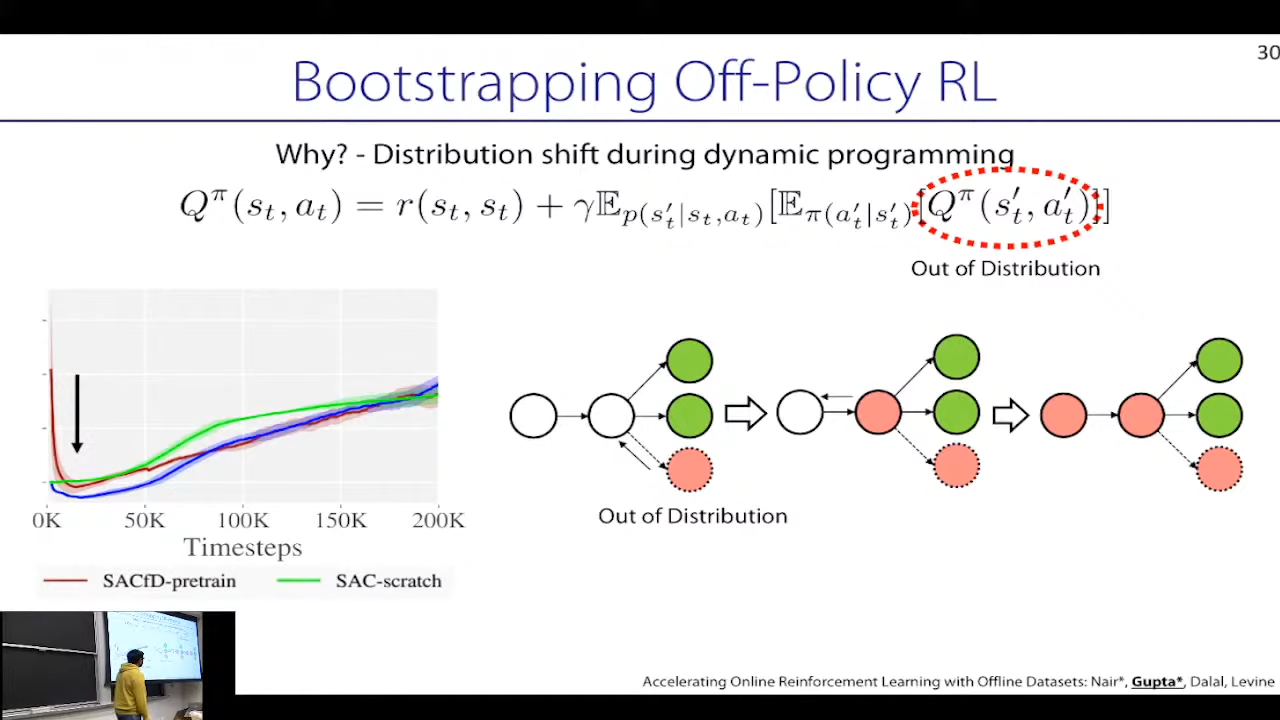 30
Bootstrapping Off-Policy RL
Why? - Distribution shift during dynamic programming
Q^π(s_t, a_t) = r(s_t, s_t) + γ𝔼_{p(s'_t|s_t,a_t)}[𝔼_{π(a'_t|s'_t)}[Q^π(s'_t, a'_t)]]
Out of Distribution
0K 50K 100K 150K 200K
Timesteps
SACfD-pretrain SAC-scratch
Out of Distribution
Accelerating Online Reinforcement Learning with Offline Datasets: Nair*, Gupta*, Dalal, Levine